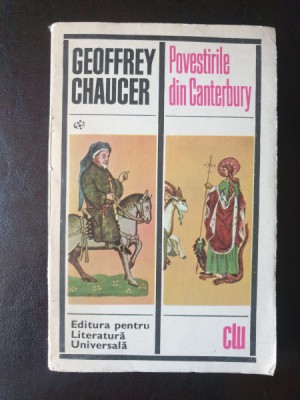 GEOFFREY
CHAUCER
Povestirile
din Canterbury
Editura pentru
Literatură
Universală
clu